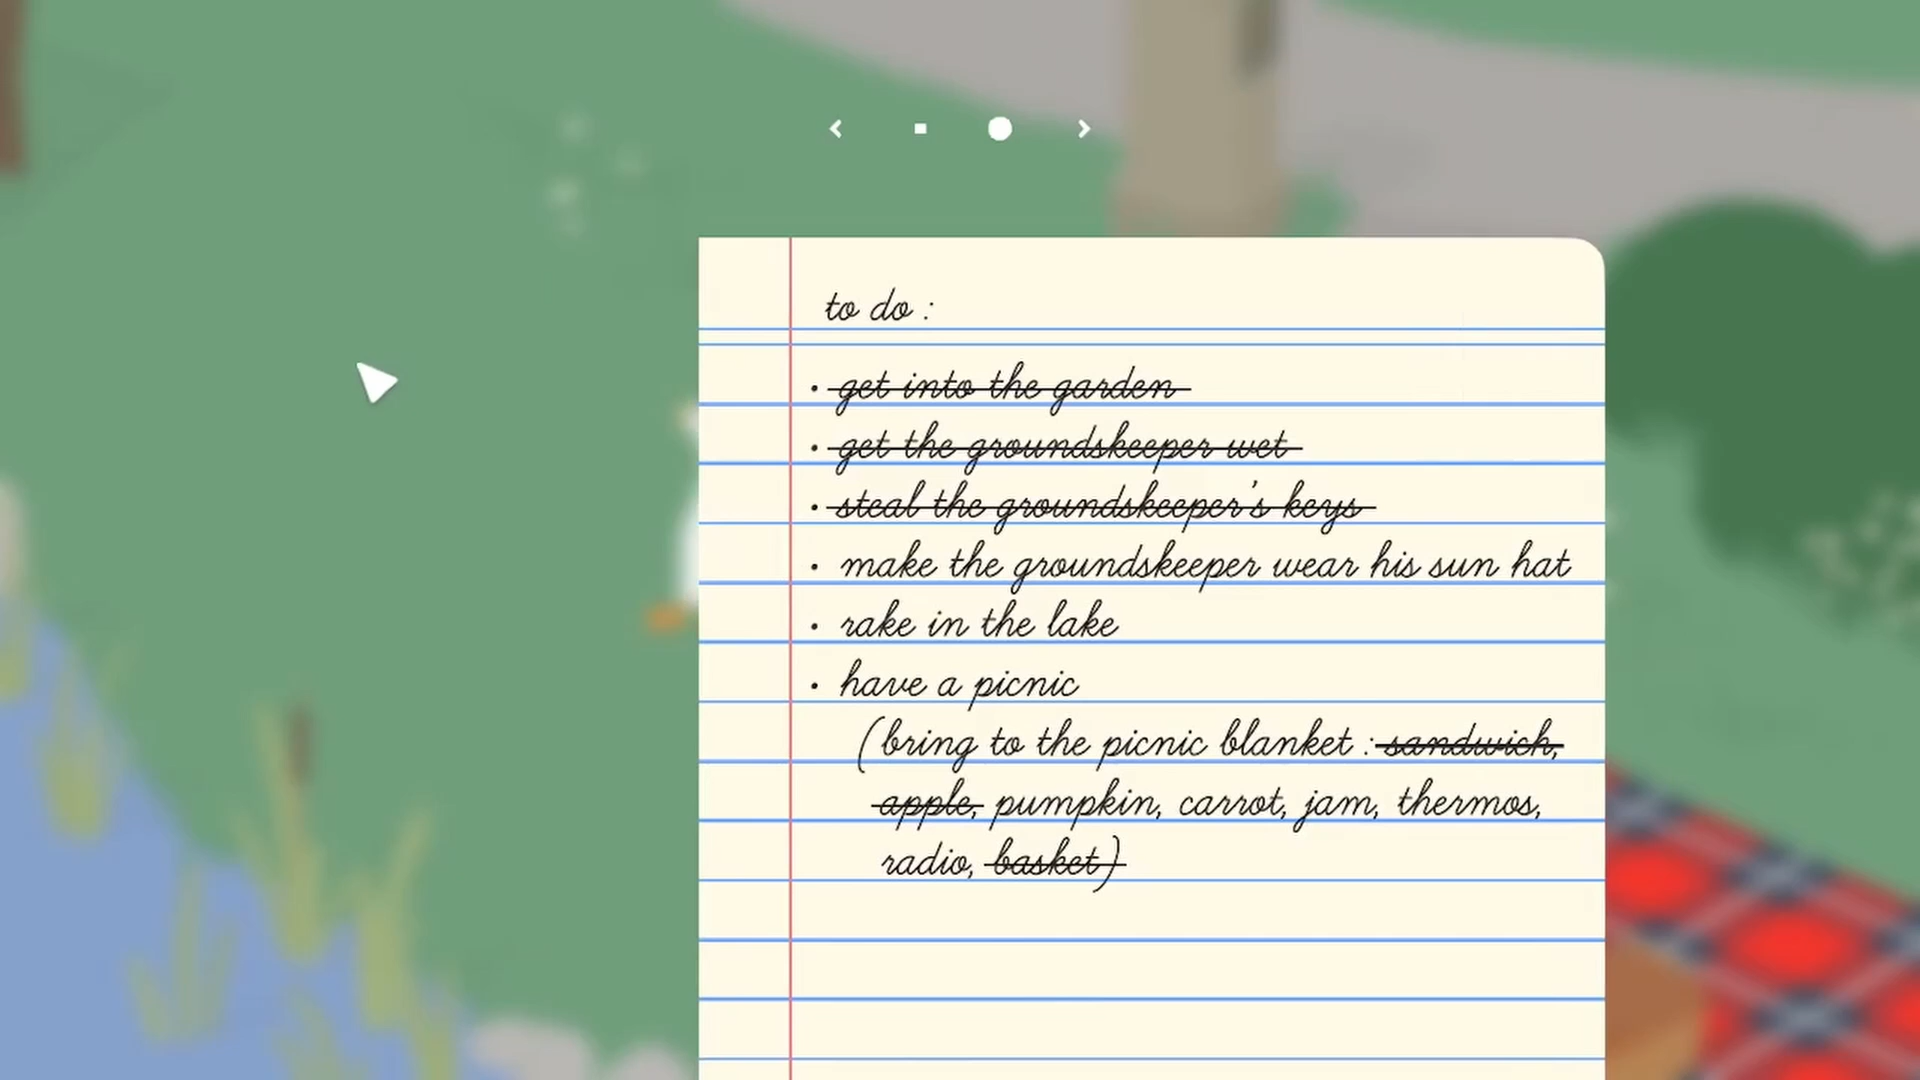 to do :
• get into the garden
• get the groundskeeper wet
• steal the groundskeeper's keys
• make the groundskeeper wear his sun hat
• rake in the lake
• have a picnic
(bring to the picnic blanket : sandwich,
apple, pumpkin, carrot, jam, thermos,
radio, basket)